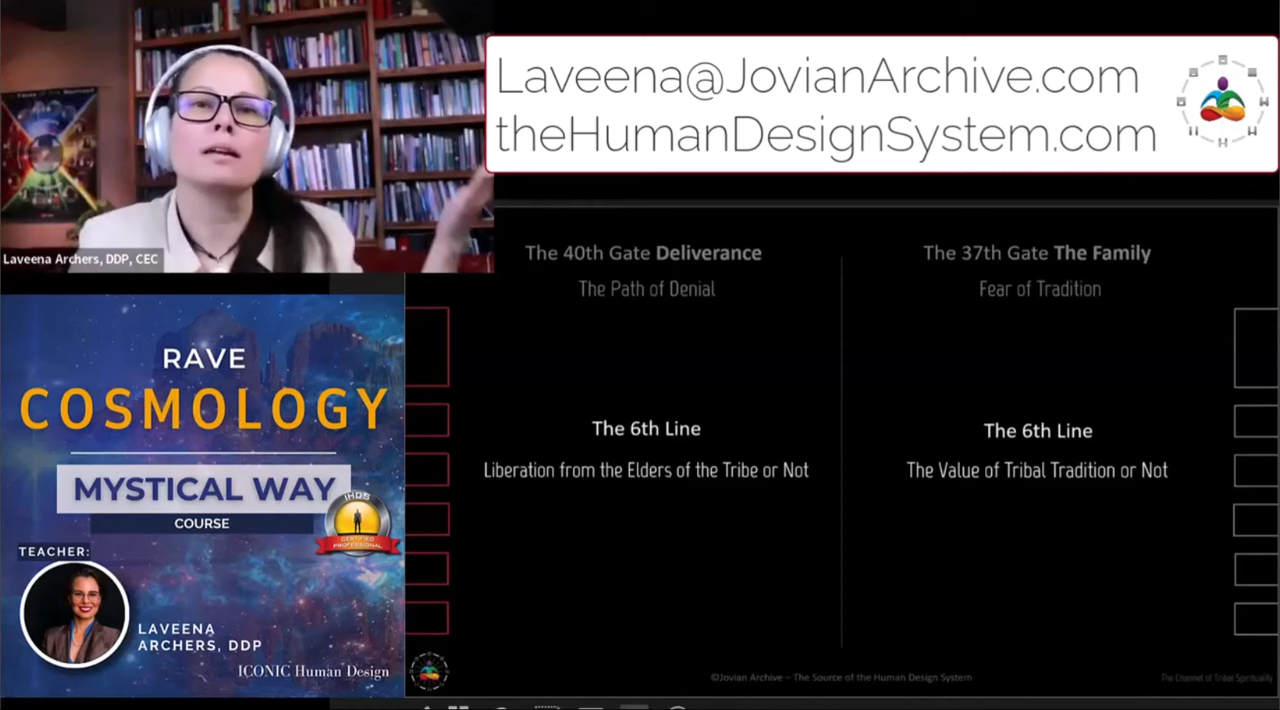 Laveena@JovianArchive.com
theHumanDesignSystem.com
Laveena Archers, DDP, CEC
The 40th Gate Deliverance
The Path of Denial
The 37th Gate The Family
Fear of Tradition
RAVE
COSMOLOGY
MYSTICAL WAY
COURSE
IHDS
CERTIFIED
PROFESSIONAL
TEACHER:
LAVEENA
ARCHERS, DDP
ICONIC Human Design
The 6th Line
Liberation from the Elders of the Tribe or Not
The 6th Line
The Value of Tribal Tradition or Not
©Jovian Archive – The Source of the Human Design System
The Channel of Tribal Spirituality